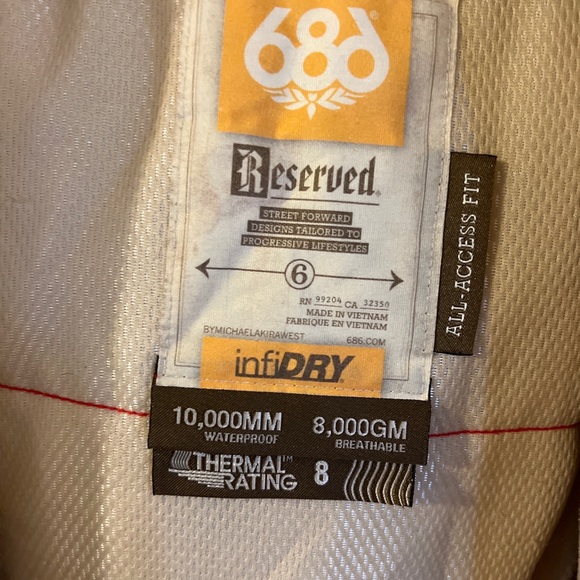 686
Reserved.
STREET FORWARD
DESIGNS TAILORED TO
PROGRESSIVE LIFESTYLES
6
RN 99204 CA 32350
MADE IN VIETNAM
FABRIQUE EN VIETNAM
BYMICHAELAKIRAWEST 686.COM
infiDRY
ALL-ACCESS FIT
10,000MM 8,000GM
WATERPROOF BREATHABLE
THERMAL™ 8
RATING